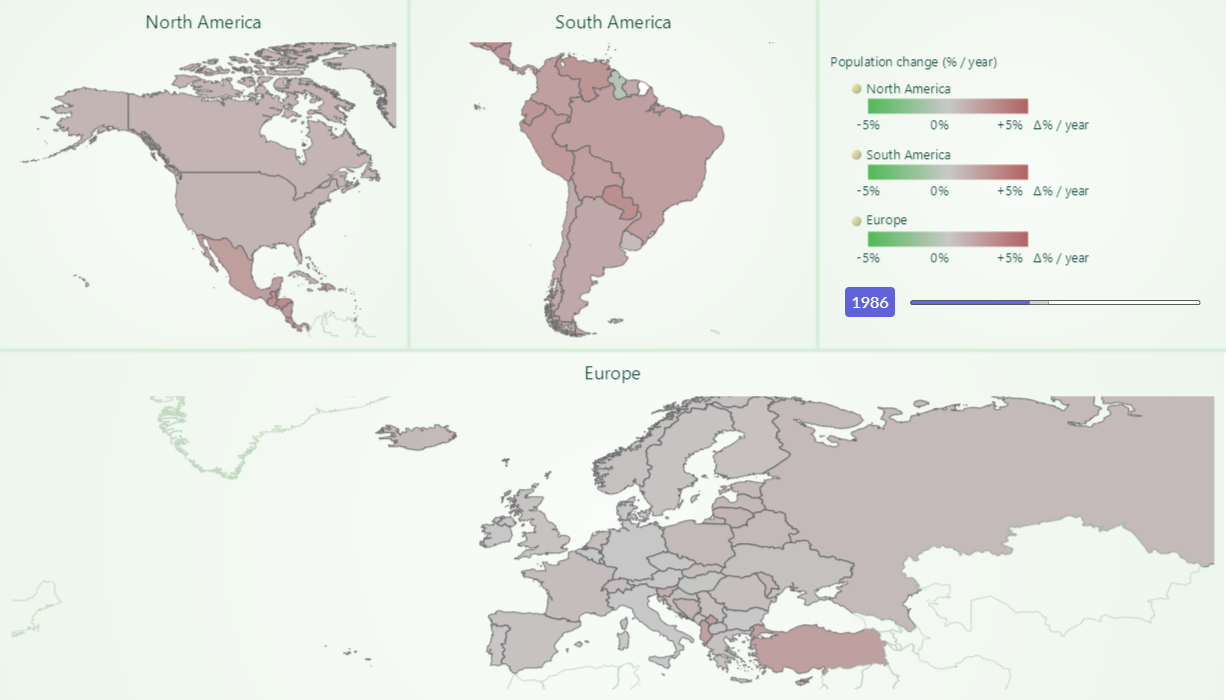 North America
South America
Population change (% / year)
North America
-5% 0% +5% Δ% / year
South America
-5% 0% +5% Δ% / year
Europe
-5% 0% +5% Δ% / year
1986
Europe